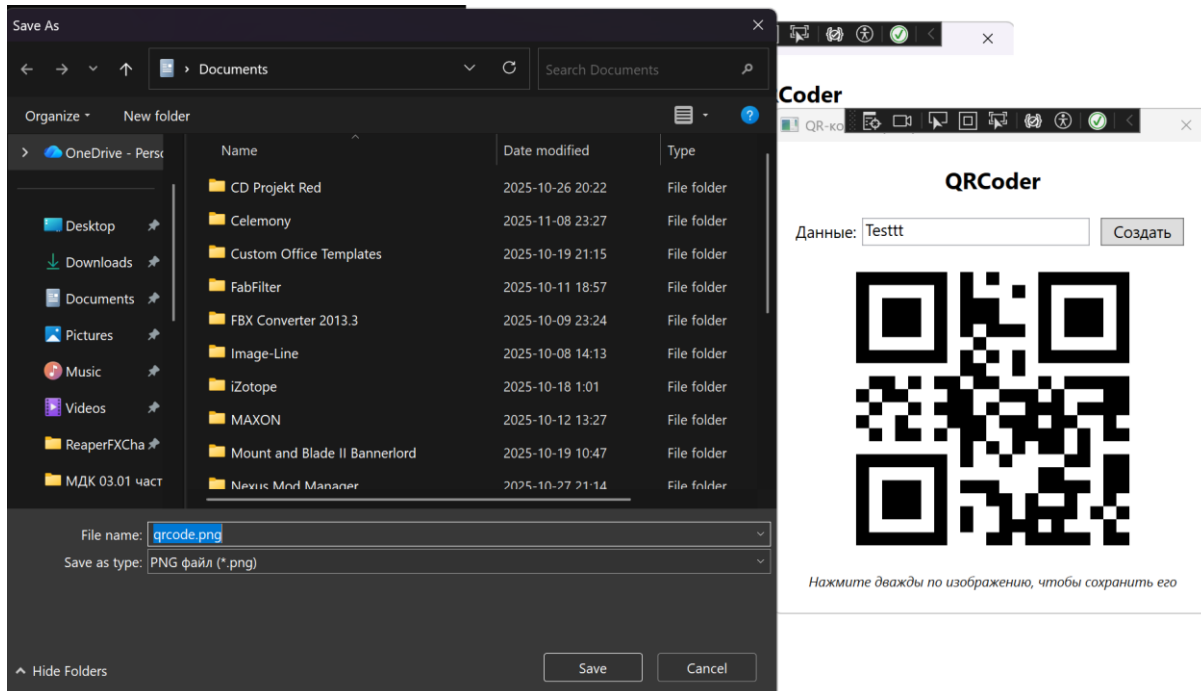 Save As
Documents
Search Documents
Organize
New folder
OneDrive - Perso
Desktop
Downloads
Documents
Pictures
Music
Videos
ReaperFXCha
МДК 03.01 част
Name Date modified Type
CD Projekt Red 2025-10-26 20:22 File folder
Celemony 2025-11-08 23:27 File folder
Custom Office Templates 2025-10-19 21:15 File folder
FabFilter 2025-10-11 18:57 File folder
FBX Converter 2013.3 2025-10-09 23:24 File folder
Image-Line 2025-10-08 14:13 File folder
iZotope 2025-10-18 1:01 File folder
MAXON 2025-10-12 13:27 File folder
Mount and Blade II Bannerlord 2025-10-19 10:47 File folder
Nexus Mod Manager 2025-10-27 21:14 File folder
File name: qrcode.png
Save as type: PNG файл (*.png)
Hide Folders
Save
Cancel
Coder
QR-ко
QRCoder
Данные: Testtt Создать
Нажмите дважды по изображению, чтобы сохранить его